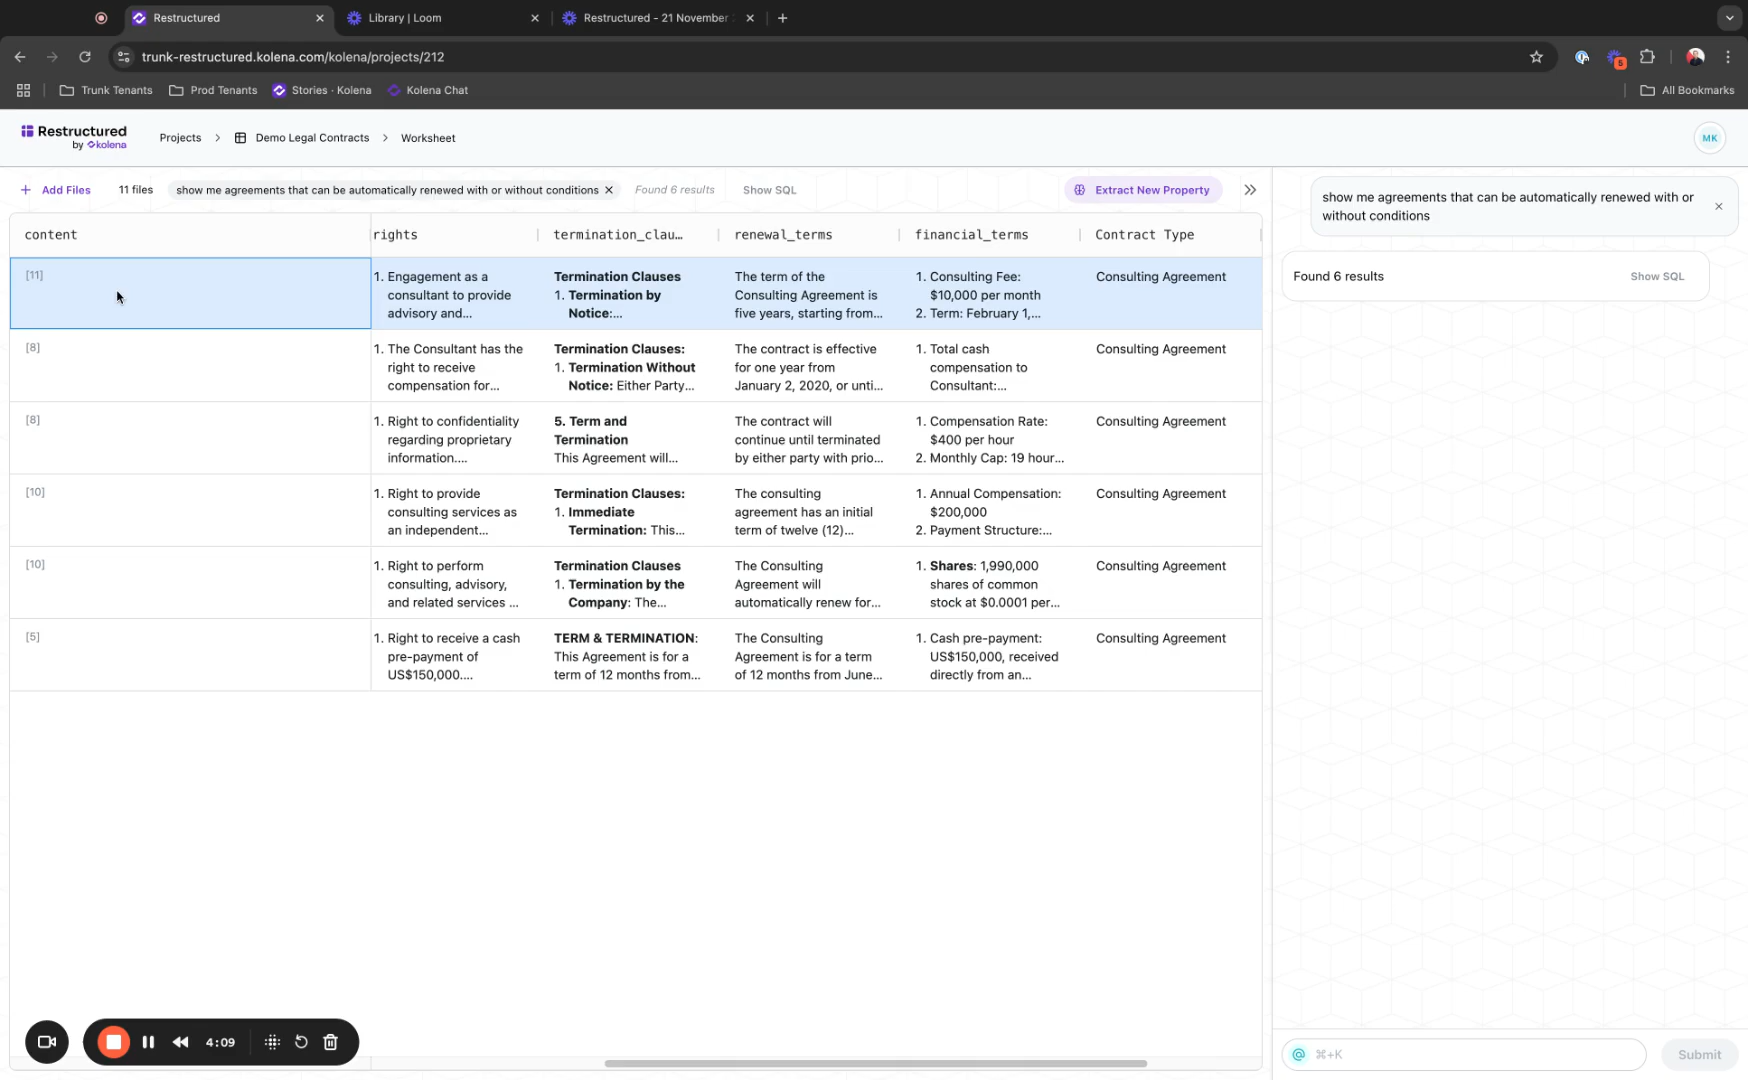 Restructured
Library | Loom
Restructured - 21 November
trunk-restructured.kolena.com/kolena/projects/212
5
Trunk Tenants
Prod Tenants
Stories · Kolena
Kolena Chat
All Bookmarks
Restructured
by kolena
Projects > Demo Legal Contracts > Worksheet
MK
+ Add Files
11 files
show me agreements that can be automatically renewed with or without conditions
Found 6 results
Show SQL
Extract New Property
content
rights
termination_clau...
renewal_terms
financial_terms
Contract Type
[11]
1. Engagement as a
consultant to provide
advisory and...
Termination Clauses
1. Termination by
Notice:...
The term of the
Consulting Agreement is
five years, starting from...
1. Consulting Fee:
$10,000 per month
2. Term: February 1,...
Consulting Agreement
[8]
1. The Consultant has the
right to receive
compensation for...
Termination Clauses:
1. Termination Without
Notice: Either Party...
The contract is effective
for one year from
January 2, 2020, or unti...
1. Total cash
compensation to
Consultant:...
Consulting Agreement
[8]
1. Right to confidentiality
regarding proprietary
information....
5. Term and
Termination
This Agreement will...
The contract will
continue until terminated
by either party with prio...
1. Compensation Rate:
$400 per hour
2. Monthly Cap: 19 hour...
Consulting Agreement
[10]
1. Right to provide
consulting services as
an independent...
Termination Clauses:
1. Immediate
Termination: This...
The consulting
agreement has an initial
term of twelve (12)...
1. Annual Compensation:
$200,000
2. Payment Structure:...
Consulting Agreement
[10]
1. Right to perform
consulting, advisory,
and related services ...
Termination Clauses
1. Termination by the
Company: The...
The Consulting
Agreement will
automatically renew for...
1. Shares: 1,990,000
shares of common
stock at $0.0001 per...
Consulting Agreement
[5]
1. Right to receive a cash
pre-payment of
US$150,000....
TERM & TERMINATION:
This Agreement is for a
term of 12 months from...
The Consulting
Agreement is for a term
of 12 months from June...
1. Cash pre-payment:
US$150,000, received
directly from an...
Consulting Agreement
show me agreements that can be automatically renewed with or
without conditions
Found 6 results
Show SQL
4:09
@ ⌘+K
Submit